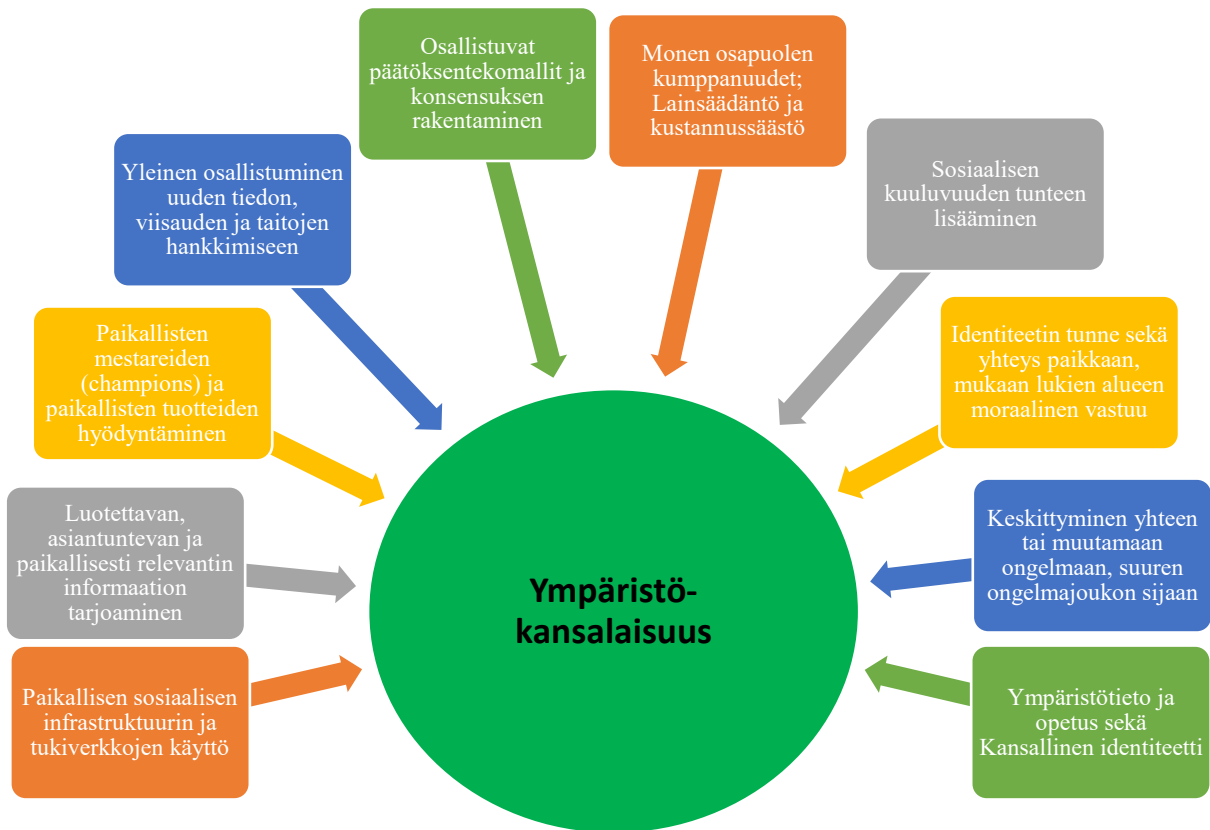 Osallistuvat
päätöksentekomallit ja
konsensuksen
rakentaminen
Monen osapuolen
kumppanuudet;
Lainsäädäntö ja
kustannussäästö
Yleinen osallistuminen
uuden tiedon,
viisauden ja taitojen
hankkimiseen
Sosiaalisen
kuuluvuuden tunteen
lisääminen
Paikallisten
mestareiden
(champions) ja
paikallisten tuotteiden
hyödyntäminen
Identiteetin tunne sekä
yhteys paikkaan,
mukaan lukien alueen
moraalinen vastuu
Luotettavan,
asiantuntevan ja
paikallisesti relevantin
informaation
tarjoaminen
Keskittyminen yhteen
tai muutamaan
ongelmaan, suuren
ongelmajoukon sijaan
Ympäristö-
kansalaisuus
Paikallisen sosiaalisen
infrastruktuurin ja
tukiverkkojen käyttö
Ympäristötieto ja
opetus sekä
Kansallinen identiteetti